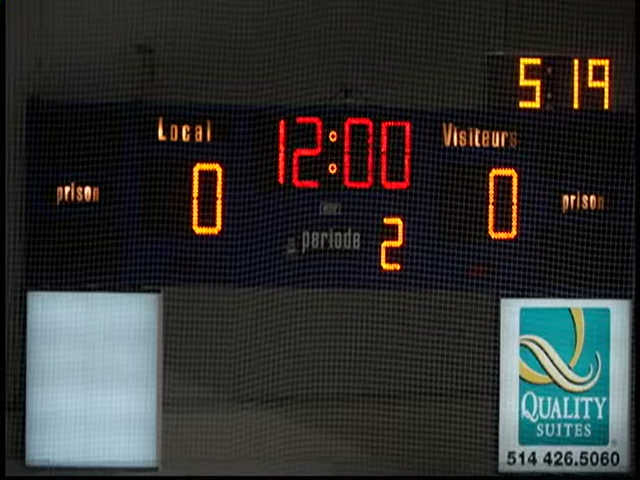 5:19
Local 12:00 Visiteurs
prison 0 0 prison
periode 2
QUALITY
SUITES
514 426.5060